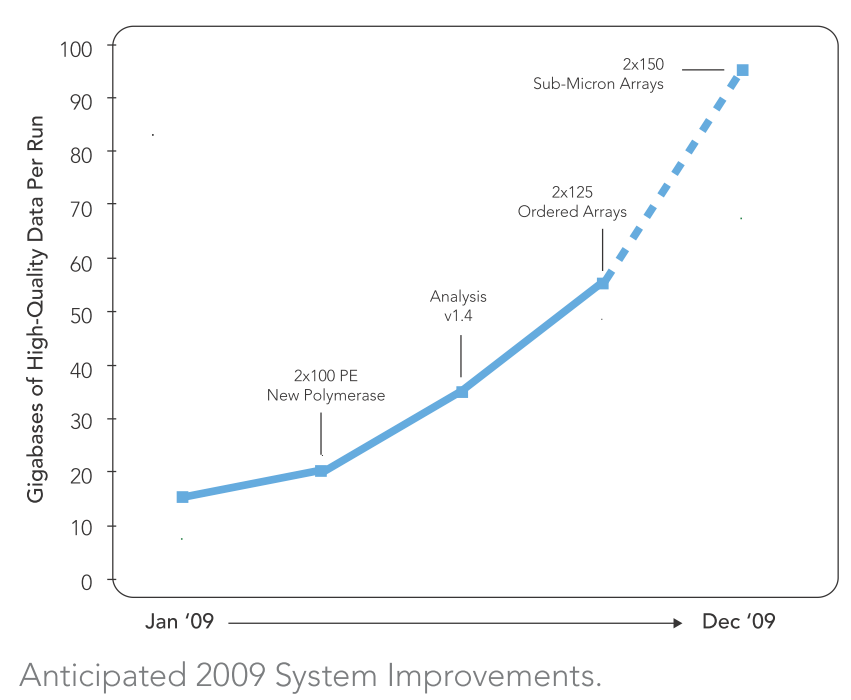 Gigabases of High-Quality Data Per Run
100
90
80
70
60
50
40
30
20
10
0
2x150
Sub-Micron Arrays
2x125
Ordered Arrays
Analysis
v1.4
2x100 PE
New Polymerase
Jan ‘09
Dec ‘09
Anticipated 2009 System Improvements.